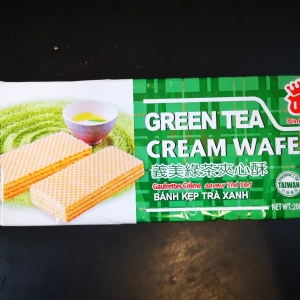 GREEN TEA
CREAM WAFE
義美綠茶夾心酥
Gaufrettes Crème saveur Thé Vert
BÁNH KẸP TRÀ XANH
TAIWAN
NET WT. 200